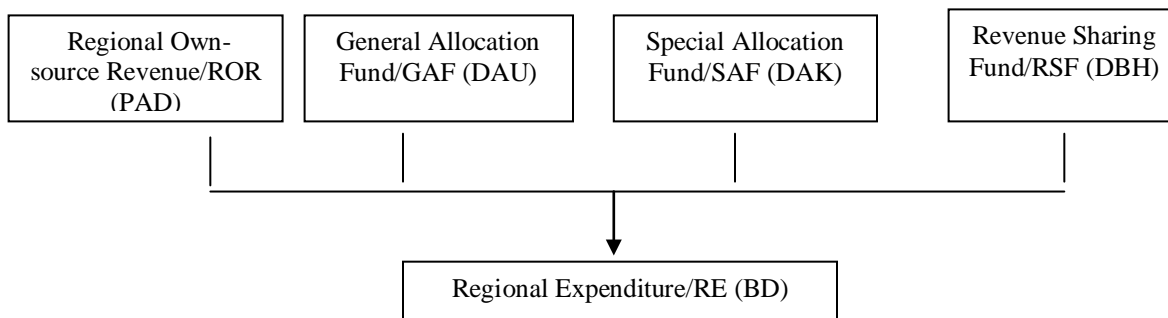 Regional Own-
source Revenue/ROR
(PAD)
General Allocation
Fund/GAF (DAU)
Special Allocation
Fund/SAF (DAK)
Revenue Sharing
Fund/RSF (DBH)
Regional Expenditure/RE (BD)